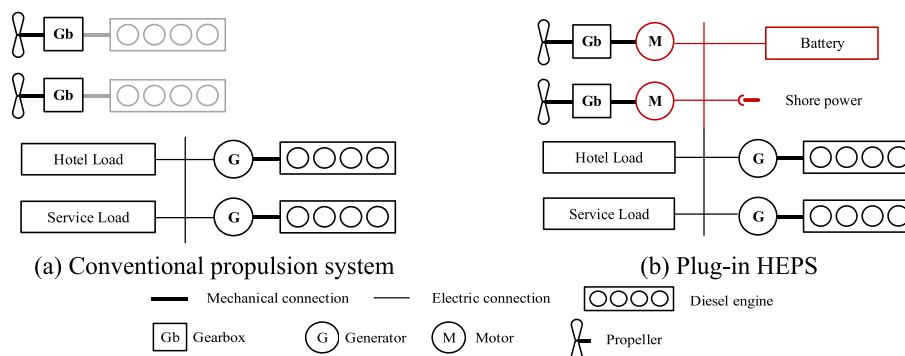 Gb
Gb
Hotel Load
G
Service Load
G
(a) Conventional propulsion system
Gb
M
Battery
Gb
M
Shore power
Hotel Load
G
Service Load
G
(b) Plug-in HEPS
Mechanical connection
Electric connection
Diesel engine
Gb Gearbox
G Generator
M Motor
Propeller